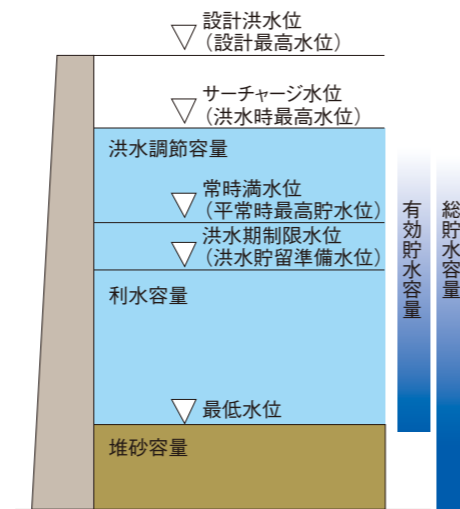 設計洪水位
（設計最高水位）
サーチャージ水位
（洪水時最高水位）
洪水調節容量
常時満水位
（平常時最高貯水位）
洪水期制限水位
（洪水貯留準備水位）
利水容量
最低水位
堆砂容量
有効貯水容量
総貯水容量